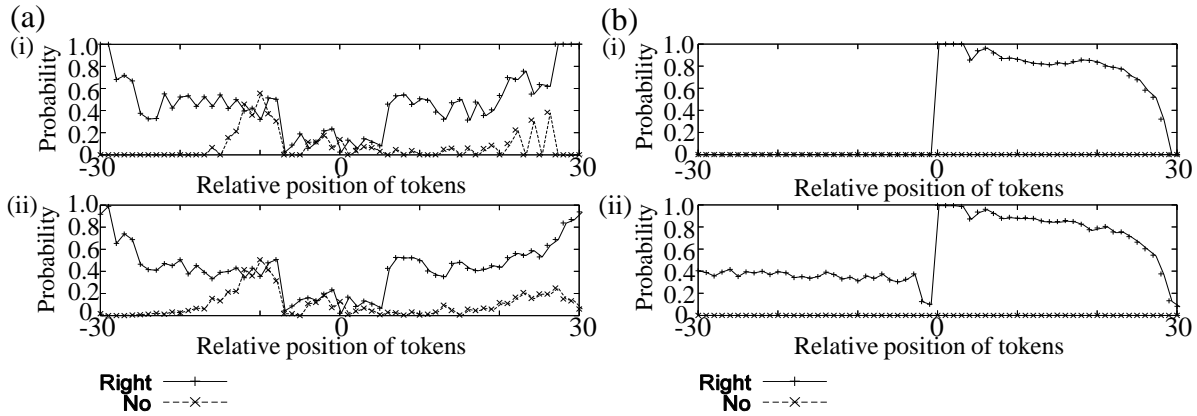 (a)
(i)
Probability
1.0
0.8
0.6
0.4
0.2
0
-30
0
30
Relative position of tokens
(ii)
Probability
1.0
0.8
0.6
0.4
0.2
0
-30
0
30
Relative position of tokens
Right
No
(b)
(i)
Probability
1.0
0.8
0.6
0.4
0.2
0
-30
0
30
Relative position of tokens
(ii)
Probability
1.0
0.8
0.6
0.4
0.2
0
-30
0
30
Relative position of tokens
Right
No